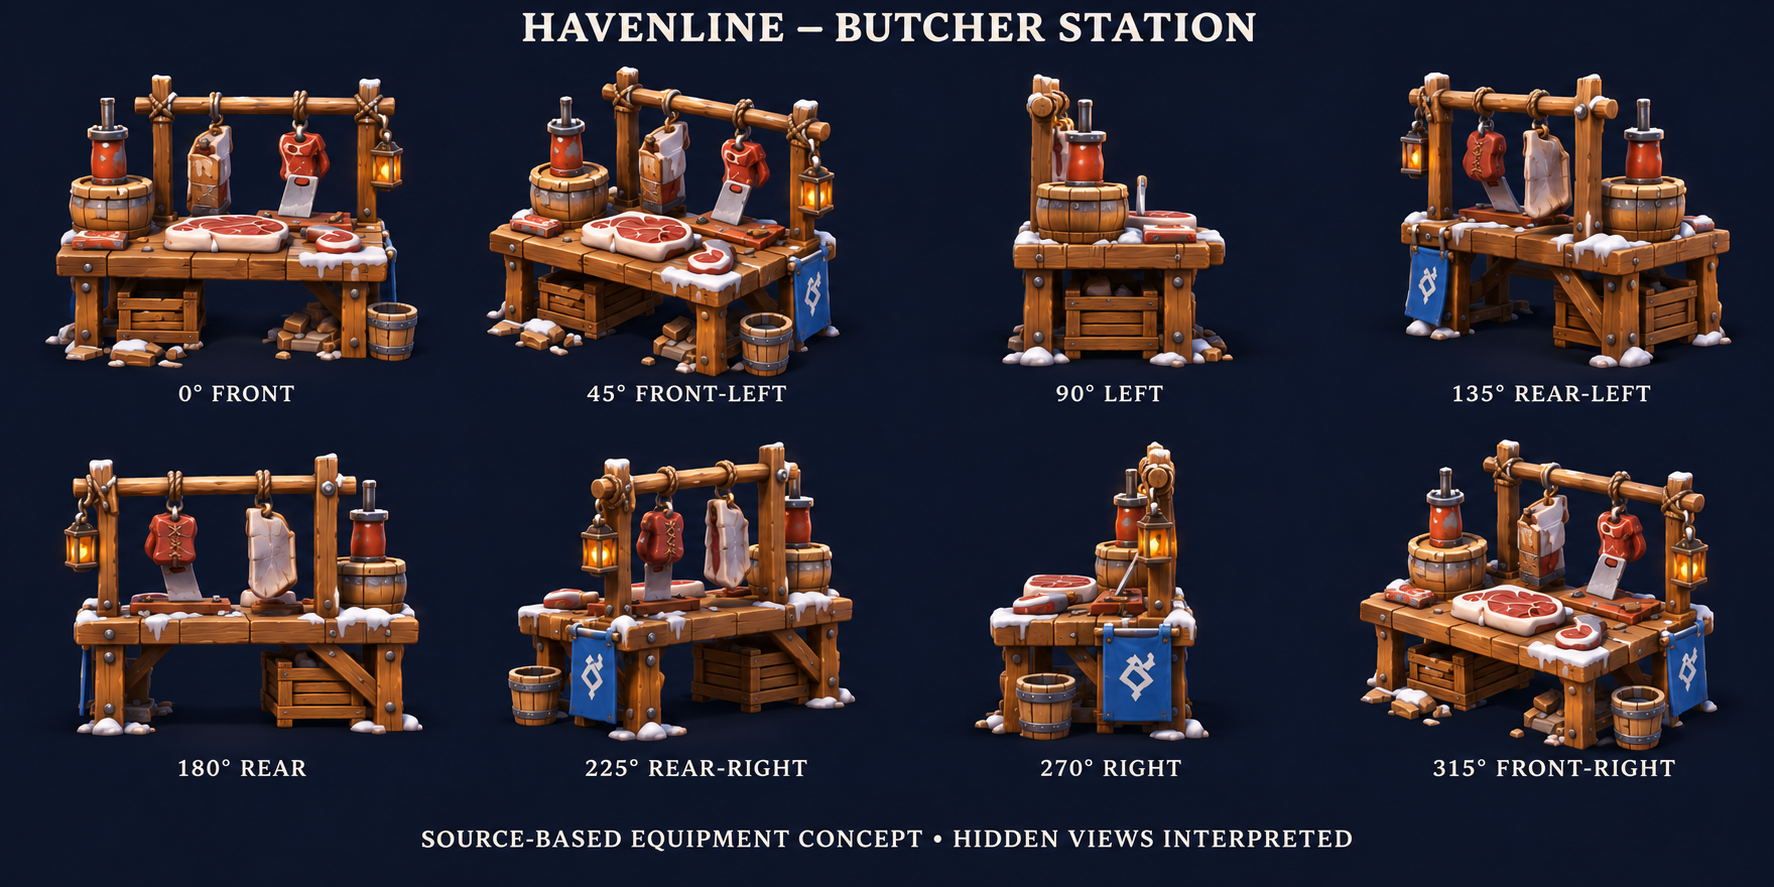 HAVENLINE – BUTCHER STATION
0° FRONT
45° FRONT-LEFT
90° LEFT
135° REAR-LEFT
180° REAR
225° REAR-RIGHT
270° RIGHT
315° FRONT-RIGHT
SOURCE-BASED EQUIPMENT CONCEPT • HIDDEN VIEWS INTERPRETED